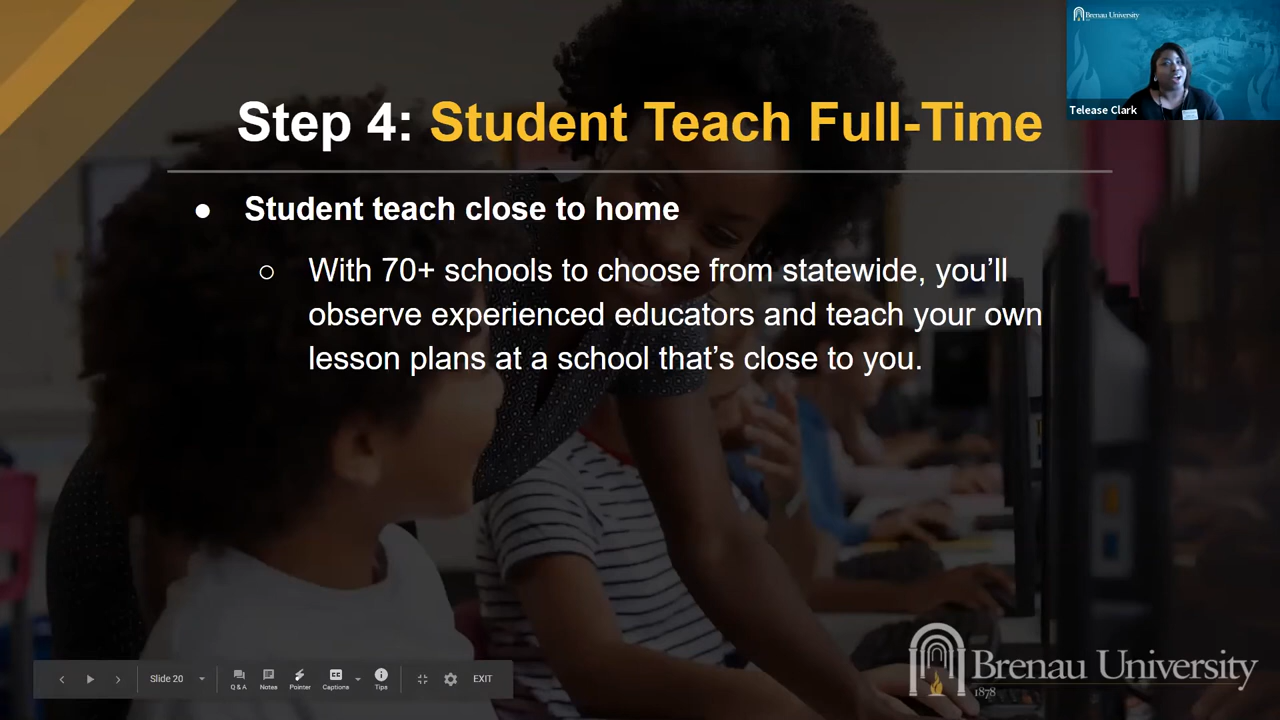 Brenau University
Telease Clark
Step 4: Student Teach Full-Time
● Student teach close to home
○ With 70+ schools to choose from statewide, you’ll
observe experienced educators and teach your own
lesson plans at a school that’s close to you.
Slide 20
Q & A
Notes
Pointer
CC
Captions
Tips
EXIT
Brenau University
1878